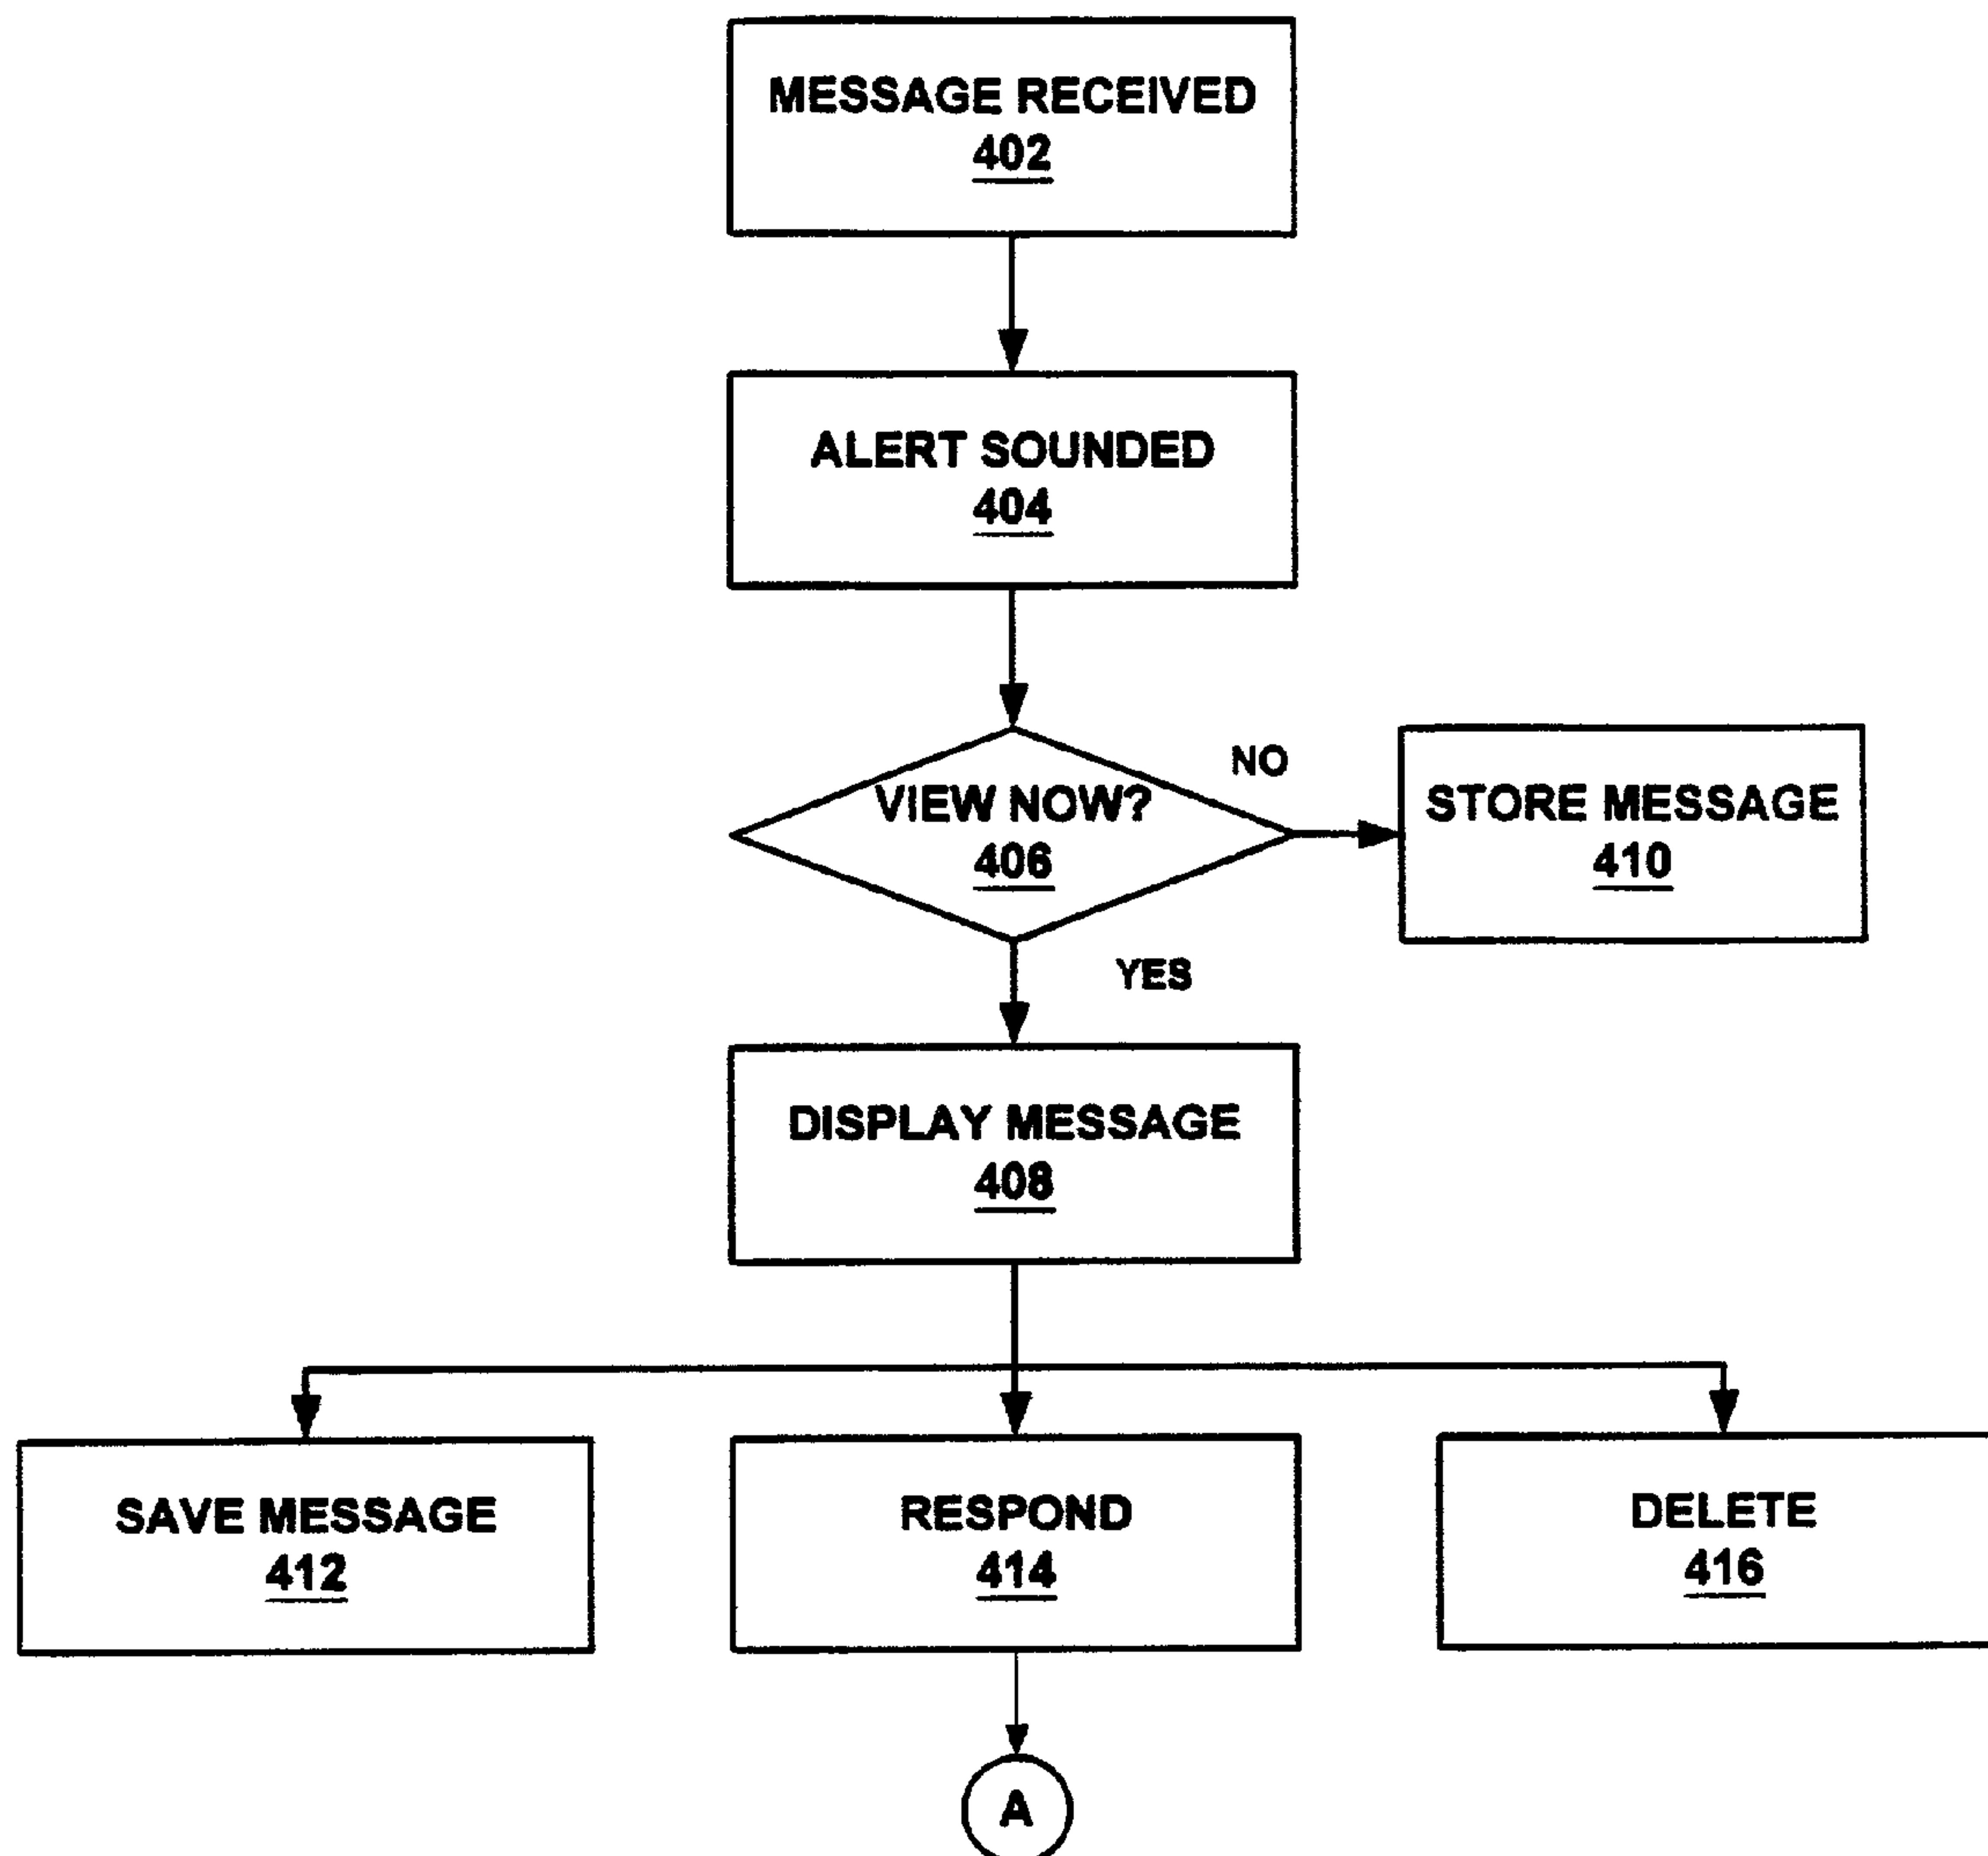 MESSAGE RECEIVED
402
ALERT SOUNDED
404
VIEW NOW?
406
NO
STORE MESSAGE
410
YES
DISPLAY MESSAGE
408
SAVE MESSAGE
412
RESPOND
414
DELETE
416
A